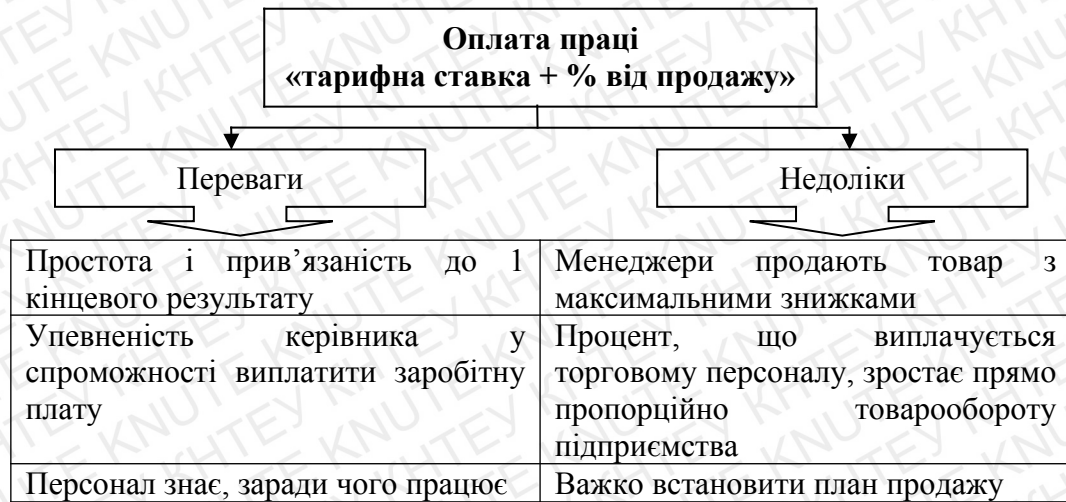 Оплата праці
«тарифна ставка + % від продажу»
Переваги
Недоліки
Простота і прив’язаність до 1
кінцевого результату
Менеджери продають товар з
максимальними знижками
Упевненість керівника у
спроможності виплатити заробітну
плату
Процент, що виплачується
торговому персоналу, зростає прямо
пропорційно товарообороту
підприємства
Персонал знає, заради чого працює
Важко встановити план продажу